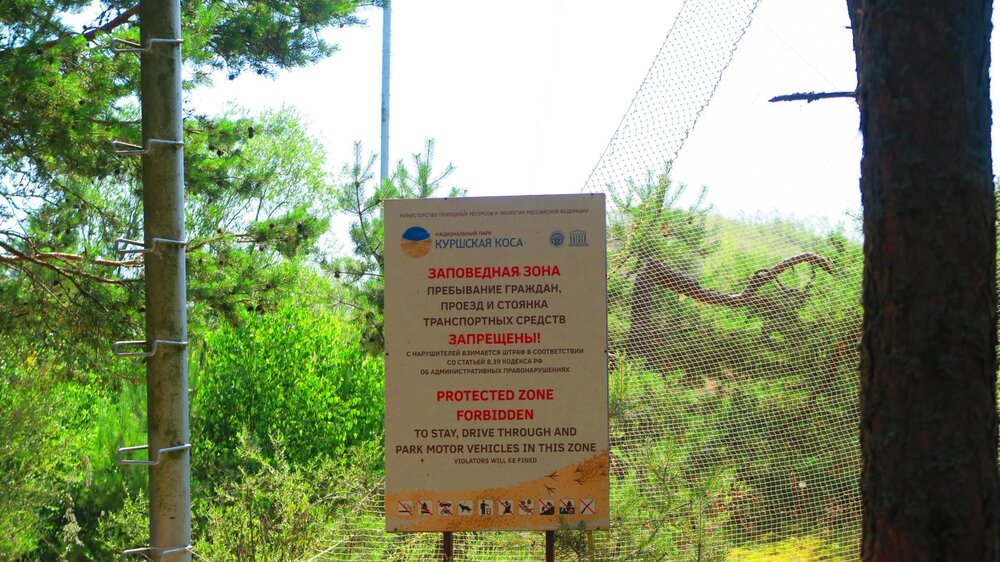 МИНИСТЕРСТВО ПРИРОДНЫХ РЕСУРСОВ И ЭКОЛОГИИ РОССИЙСКОЙ ФЕДЕРАЦИИ
НАЦИОНАЛЬНЫЙ ПАРК
КУРШСКАЯ КОСА
ЗАПОВЕДНАЯ ЗОНА
ПРЕБЫВАНИЕ ГРАЖДАН,
ПРОЕЗД И СТОЯНКА
ТРАНСПОРТНЫХ СРЕДСТВ
ЗАПРЕЩЕНЫ!
С НАРУШИТЕЛЕЙ ВЗИМАЕТСЯ ШТРАФ В СООТВЕТСТВИИ
СО СТАТЬЕЙ 8,39 КОДЕКСА РФ
ОБ АДМИНИСТРАТИВНЫХ ПРАВОНАРУШЕНИЯХ
PROTECTED ZONE
FORBIDDEN
TO STAY, DRIVE THROUGH AND
PARK MOTOR VEHICLES IN THIS ZONE
VIOLATORS WILL BE FINED